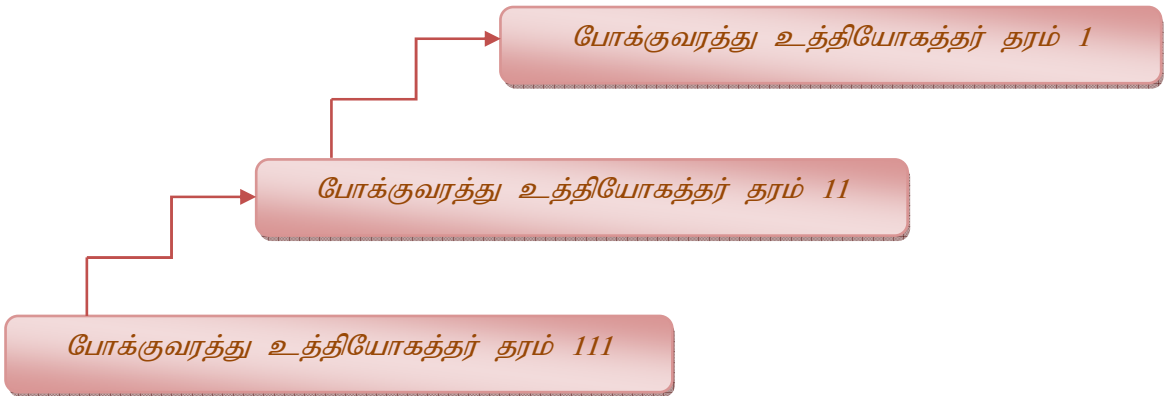 போக்குவரத்து உத்தியோகத்தர் தரம் 1
போக்குவரத்து உத்தியோகத்தர் தரம் 11
போக்குவரத்து உத்தியோகத்தர் தரம் 111